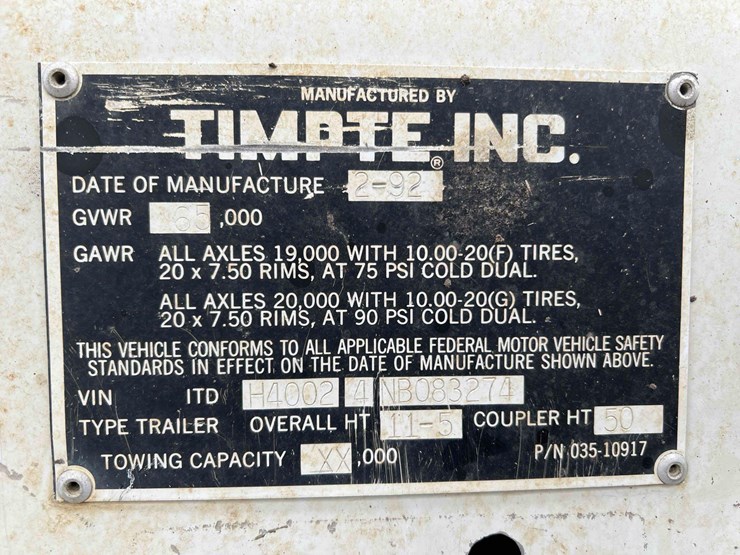 MANUFACTURED BY
TIMPTE INC.®
DATE OF MANUFACTURE 2-92
GVWR 65 ,000
GAWR ALL AXLES 19,000 WITH 10.00-20(F) TIRES,
20 x 7.50 RIMS, AT 75 PSI COLD DUAL.
ALL AXLES 20,000 WITH 10.00-20(G) TIRES,
20 x 7.50 RIMS, AT 90 PSI COLD DUAL.
THIS VEHICLE CONFORMS TO ALL APPLICABLE FEDERAL MOTOR VEHICLE SAFETY
STANDARDS IN EFFECT ON THE DATE OF MANUFACTURE SHOWN ABOVE.
VIN ITD H4002 4 NB083274
TYPE TRAILER OVERALL HT 11-5 COUPLER HT 50
TOWING CAPACITY XX ,000 P/N 035-10917